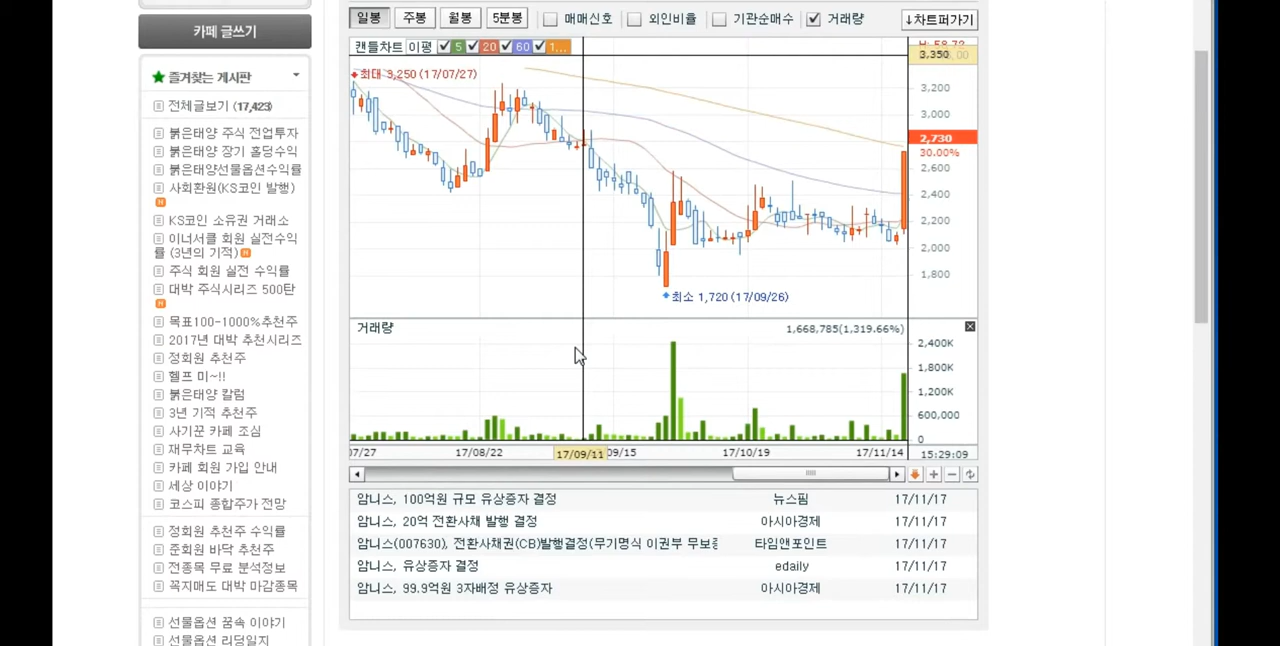 카페 글쓰기
즐겨찾는 게시판
전체글보기 (17,423)
붉은태양 주식 전업투자
붉은태양 장기 홀딩수익
붉은태양선물옵션수익률
사회환원(KS코인 발행)
KS코인 소유권 거래소
이너서클 회원 실전수익
률 (3년의 기적)
주식 회원 실전 수익률
대박 주식시리즈 500탄
목표100-1000%추천주
2017년 대박 추천시리즈
정회원 추천주
헬프 미~!!
붉은태양 칼럼
3년 기적 추천주
사기꾼 카페 조심
재무차트 교육
카페 회원 가입 안내
세상 이야기
코스피 종합주가 전망
정회원 추천주 수익률
준회원 바닥 추천주
전종목 무료 분석정보
꼭지매도 대박 마감종목
선물옵션 꿈속 이야기
선물옵션 리딩일지
일봉 주봉 월봉 5분봉 매매신호 외인비율 기관순매수 거래량 ↓차트퍼가기
캔들차트 이평 5 20 60 1...
최대 3,250 (17/07/27)
3,350
3,200
3,000
2,730
30.00%
2,600
2,400
2,200
2,000
1,800
최소 1,720 (17/09/26)
거래량 1,668,785(1,319.66%)
2,400K
1,800K
1,200K
600,000
0
17/08/22 17/09/11 17/10/19 17/11/14 15:29:09
암니스, 100억원 규모 유상증자 결정 뉴스핌 17/11/17
암니스, 20억 전환사채 발행 결정 아시아경제 17/11/17
암니스(007630), 전환사채권(CB)발행결정(무기명식 이권부 무보증 타임앤포인트 17/11/17
암니스, 유상증자 결정 edaily 17/11/17
암니스, 99.9억원 3자배정 유상증자 아시아경제 17/11/17